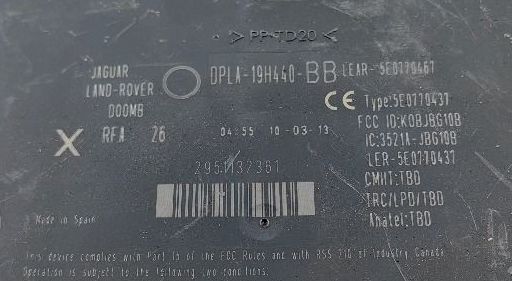 >PP-TD20<
JAGUAR
LAND-ROVER
DOOMB
DPLA-19H440-BB
LEAR-5E0770467
CE
Type:5E0770437
FCC ID:KOBJBG10B
IC:3521A-JBG10B
LER-5E0770437
CMIIT:TBD
TRC/LPD/TBD
Anatel:TBD
X
RFA 26
04:55 10-03-13
2951137361
Made in Spain
This device complies with Part 15 of the FCC Rules and with RSS 210 of Industry Canada
Operation is subject to the following two conditions: